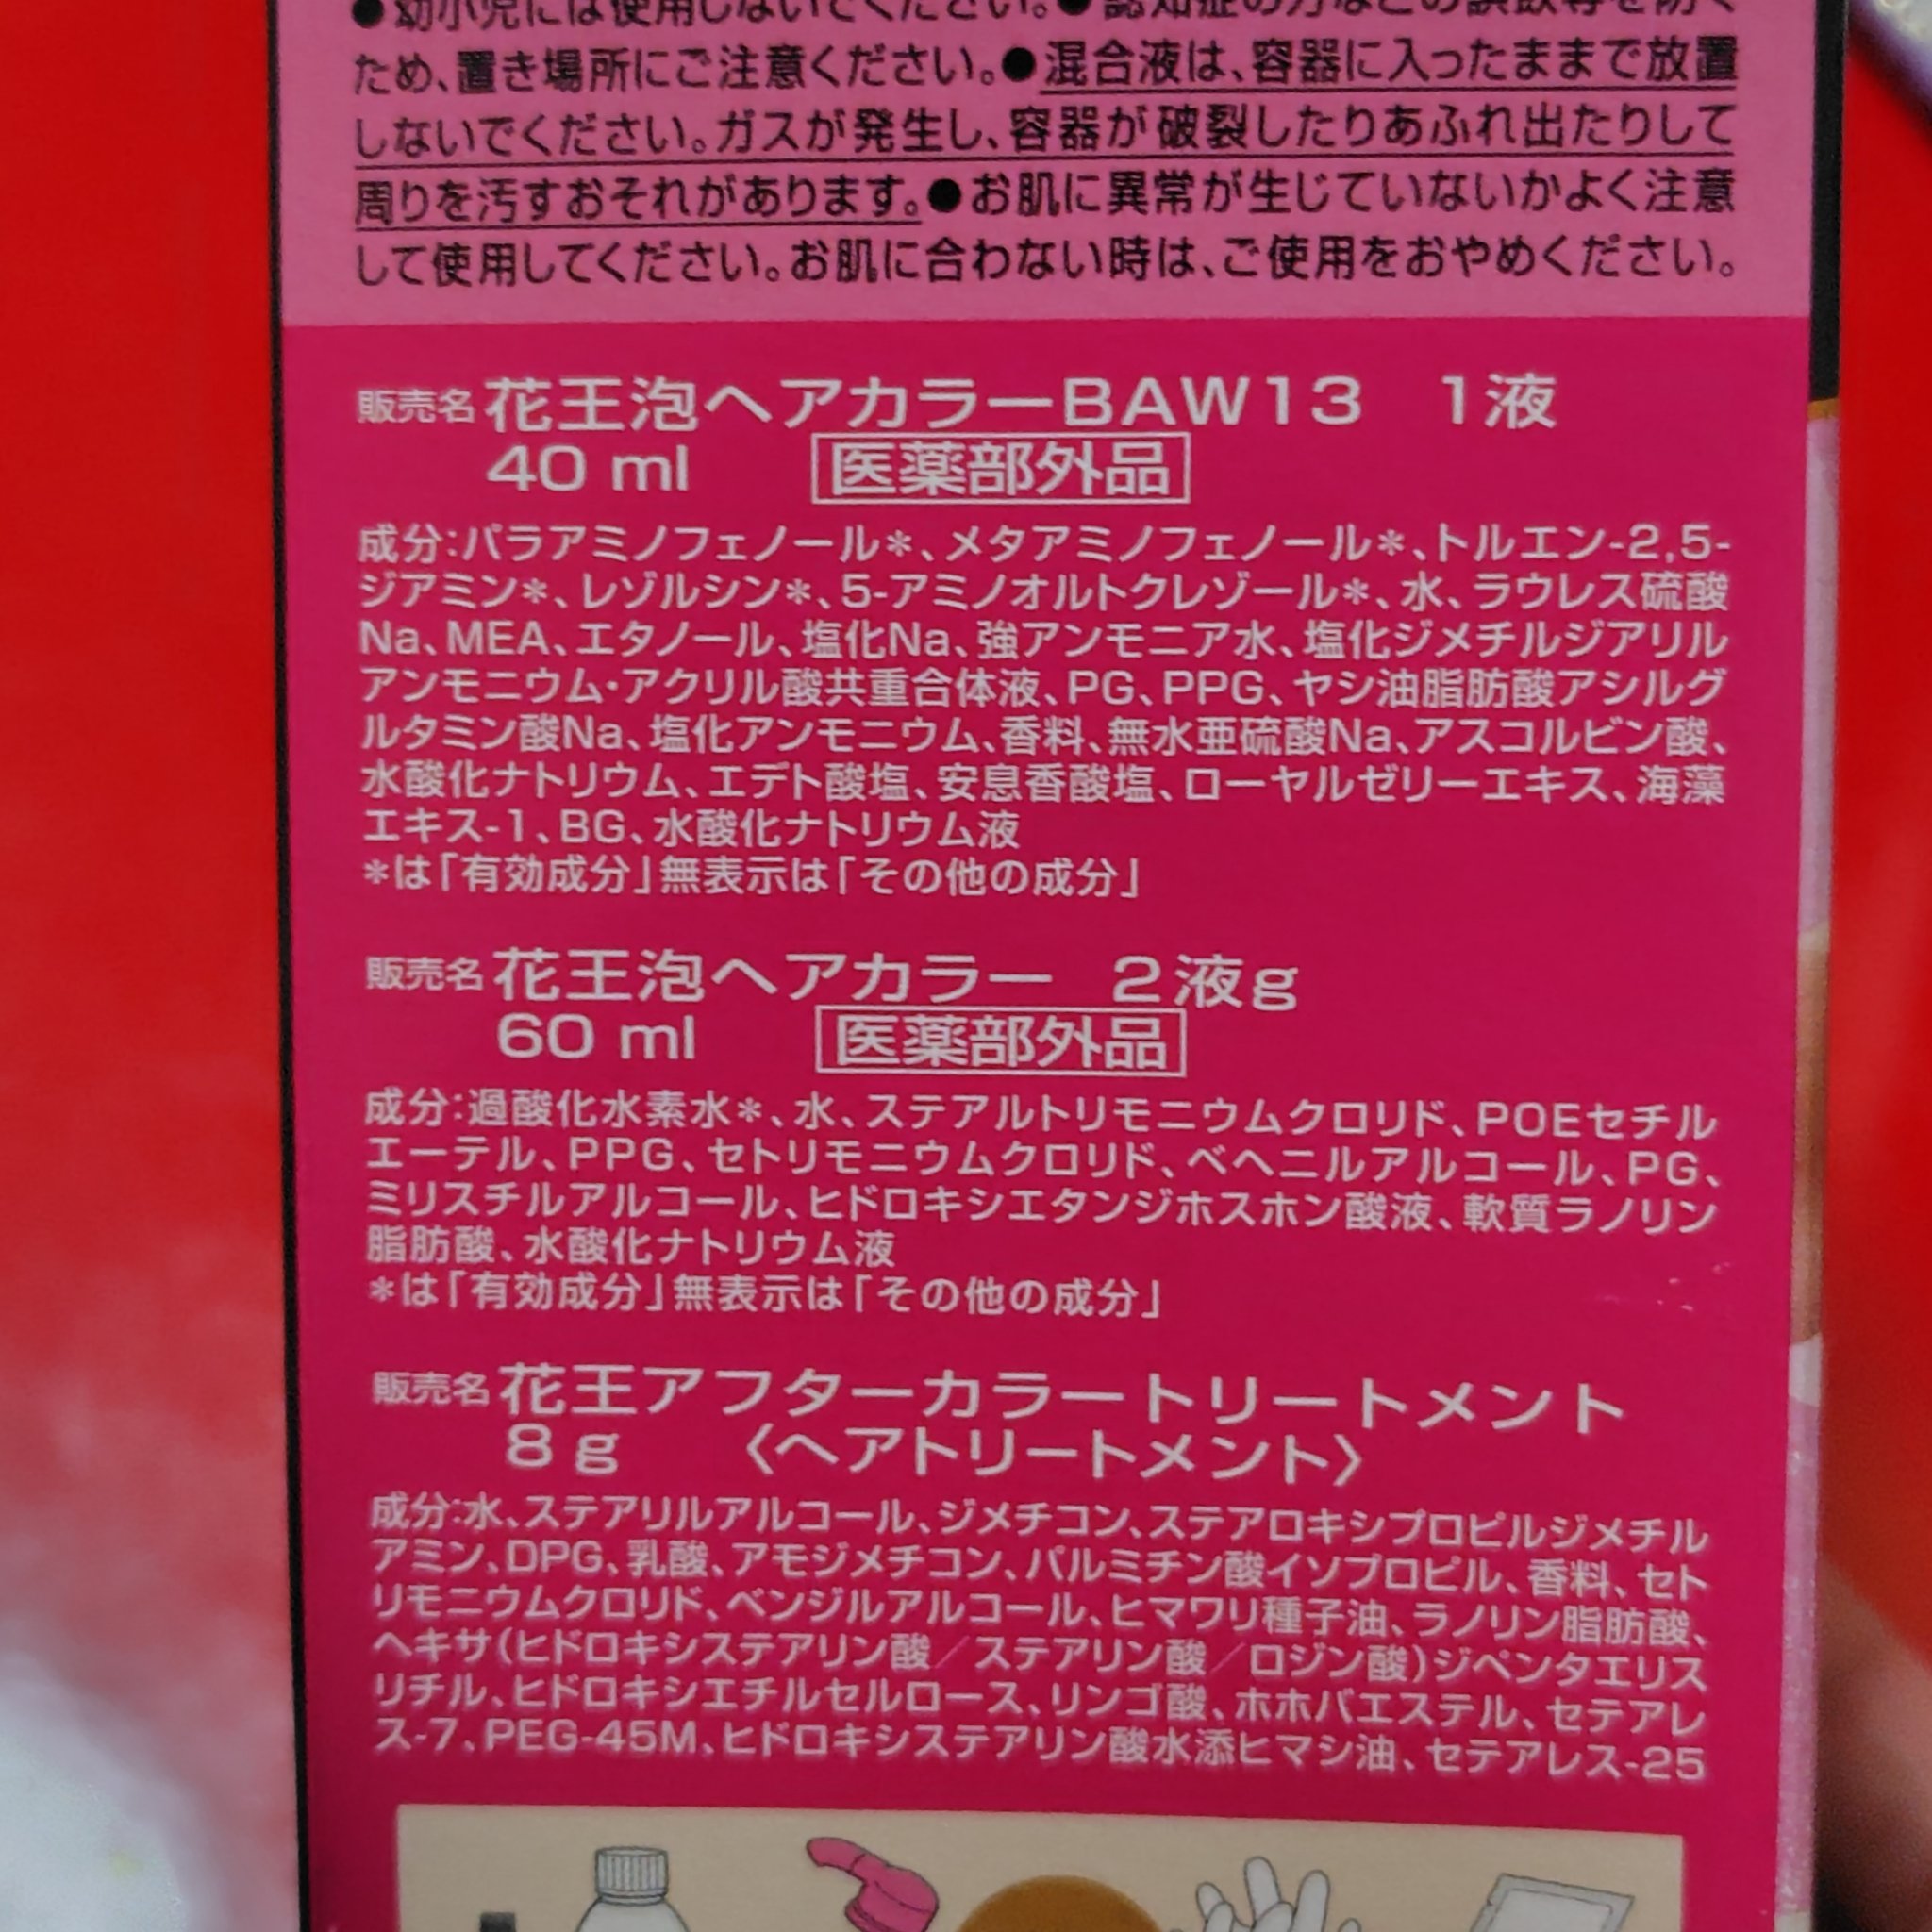 ●幼小児には使用しないでください。●認知症の方などの誤飲等を防ぐ
ため、置き場所にご注意ください。●混合液は、容器に入ったままで放置
しないでください。ガスが発生し、容器が破裂したりあふれ出たりして
周りを汚すおそれがあります。●お肌に異常が生じていないかよく注意
して使用してください。お肌に合わない時は、ご使用をおやめください。
販売名 花王泡ヘアカラーBAW13 1液
40 ml 医薬部外品
成分:パラアミノフェノール＊、メタアミノフェノール＊、トルエン-2,5-
ジアミン＊、レゾルシン＊、5-アミノオルトクレゾール＊、水、ラウレス硫酸
Na、MEA、エタノール、塩化Na、強アンモニア水、塩化ジメチルジアリル
アンモニウム・アクリル酸共重合体液、PG、PPG、ヤシ油脂肪酸アシルグ
ルタミン酸Na、塩化アンモニウム、香料、無水亜硫酸Na、アスコルビン酸、
水酸化ナトリウム、エデト酸塩、安息香酸塩、ローヤルゼリーエキス、海藻
エキス-1、BG、水酸化ナトリウム液
＊は「有効成分」無表示は「その他の成分」
販売名 花王泡ヘアカラー 2液g
60 ml 医薬部外品
成分:過酸化水素水＊、水、ステアルトリモニウムクロリド、POEセチル
エーテル、PPG、セトリモニウムクロリド、ベヘニルアルコール、PG、
ミリスチルアルコール、ヒドロキシエタンジホスホン酸液、軟質ラノリン
脂肪酸、水酸化ナトリウム液
＊は「有効成分」無表示は「その他の成分」
販売名 花王アフターカラートリートメント
8 g 〈ヘアトリートメント〉
成分:水、ステアリルアルコール、ジメチコン、ステアロキシプロピルジメチル
アミン、DPG、乳酸、アモジメチコン、パルミチン酸イソプロピル、香料、セト
リモニウムクロリド、ベンジルアルコール、ヒマワリ種子油、ラノリン脂肪酸、
ヘキサ(ヒドロキシステアリン酸／ステアリン酸／ロジン酸)ジペンタエリス
リチル、ヒドロキシエチルセルロース、リンゴ酸、ホホバエステル、セテアレ
ス-7、PEG-45M、ヒドロキシステアリン酸水添ヒマシ油、セテアレス-25